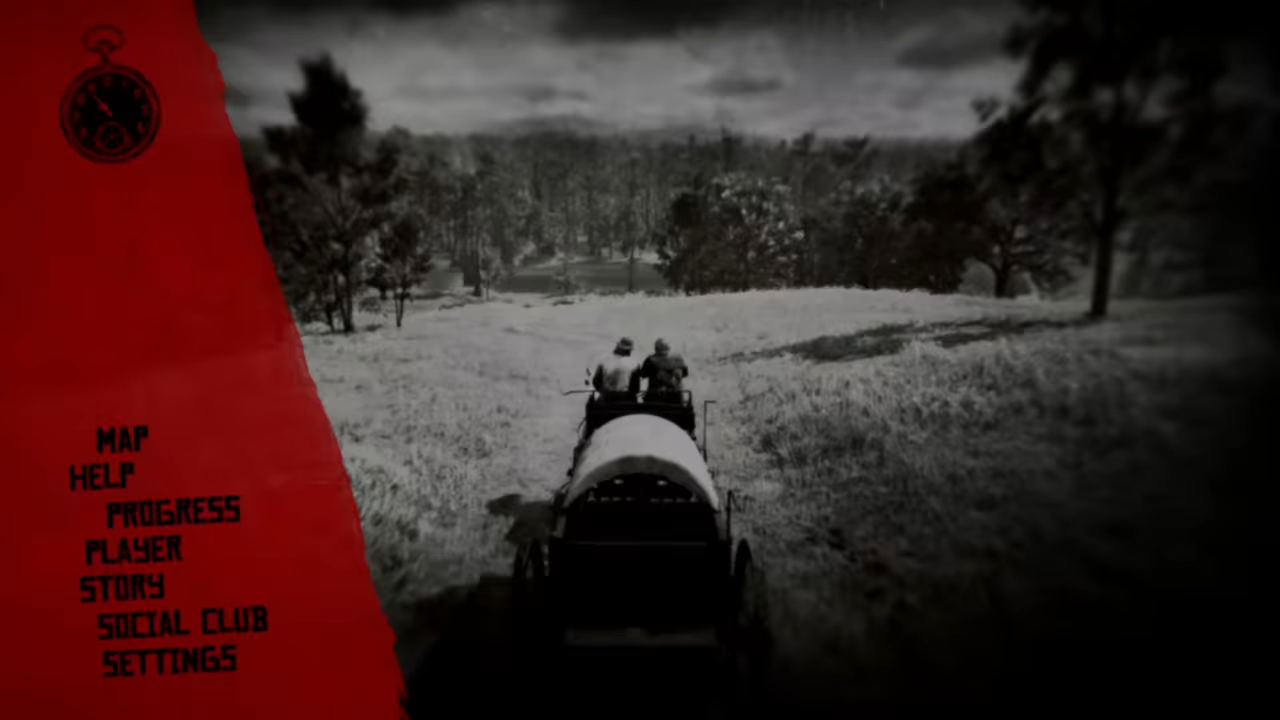 MAP
HELP
PROGRESS
PLAYER
STORY
SOCIAL CLUB
SETTINGS